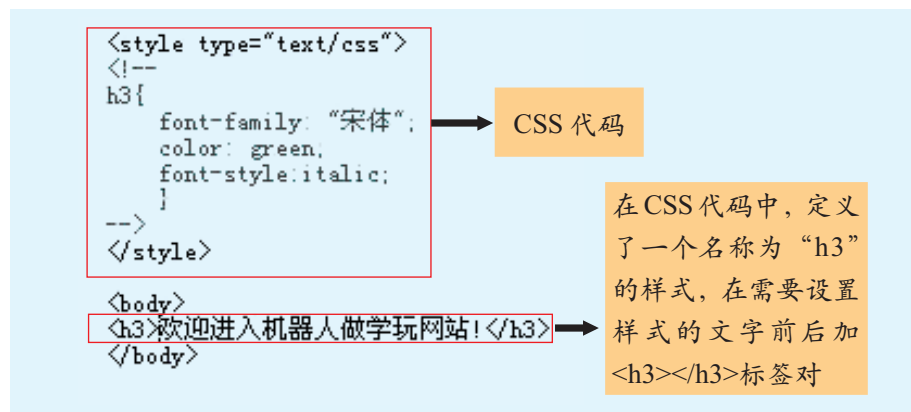 <style type="text/css">
<!--
h3{
font-family: "宋体";
color: green;
font-style:italic;
}
-->
</style>
CSS 代码
<body>
<h3>欢迎进入机器人做学玩网站!</h3>
</body>
在CSS代码中，定义
了一个名称为“h3”
的样式，在需要设置
样式的文字前后加
<h3></h3>标签对